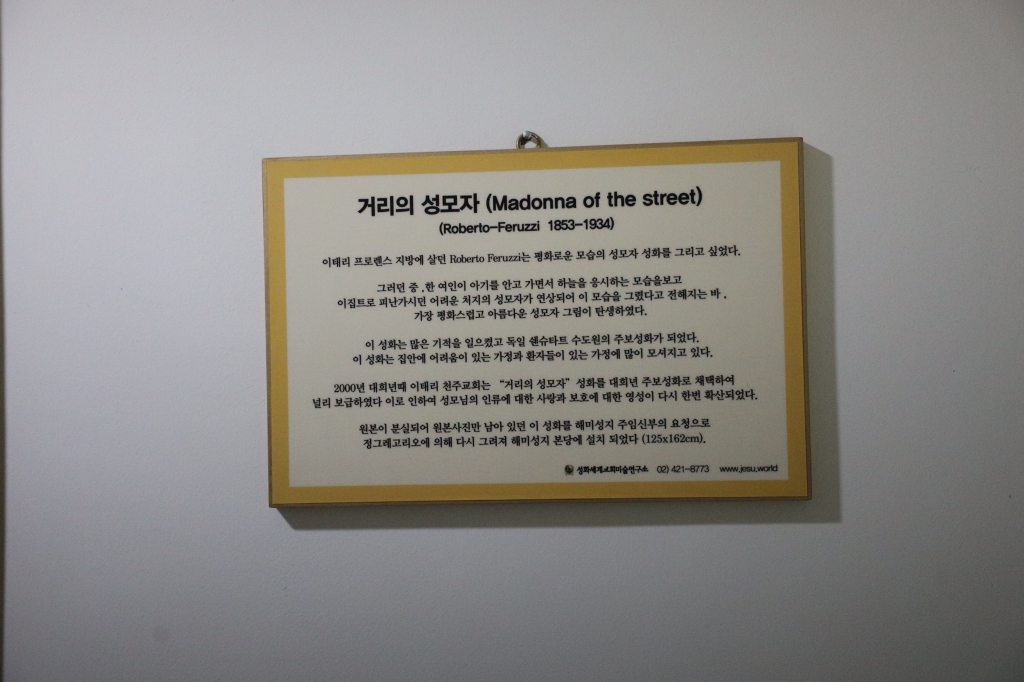 거리의 성모자 (Madonna of the street)
(Roberto-Feruzzi 1853-1934)
이태리 프로렌스 지방에 살던 Roberto Feruzzi는 평화로운 모습의 성모자 성화를 그리고 싶었다.
그러던 중 ,한 여인이 아기를 안고 가면서 하늘을 응시하는 모습을보고
이집트로 피난가시던 어려운 처지의 성모자가 연상되어 이 모습을 그렸다고 전해지는 바 ,
가장 평화스럽고 아름다운 성모자 그림이 탄생하였다.
이 성화는 많은 기적을 일으켰고 독일 쉔슈타트 수도원의 주보성화가 되었다.
이 성화는 집안에 어려움이 있는 가정과 환자들이 있는 가정에 많이 모셔지고 있다.
2000년 대희년때 이태리 천주교회는 “거리의 성모자” 성화를 대희년 주보성화로 채택하여
널리 보급하였다 이로 인하여 성모님의 인류에 대한 사랑과 보호에 대한 영성이 다시 한번 확산되었다.
원본이 분실되어 원본사진만 남아 있던 이 성화를 해미성지 주임신부의 요청으로
정그레고리오에 의해 다시 그려져 해미성지 본당에 설치 되었다 (125x162cm).
성화세계교회미술연구소 02) 421-8773 www.jesu.world